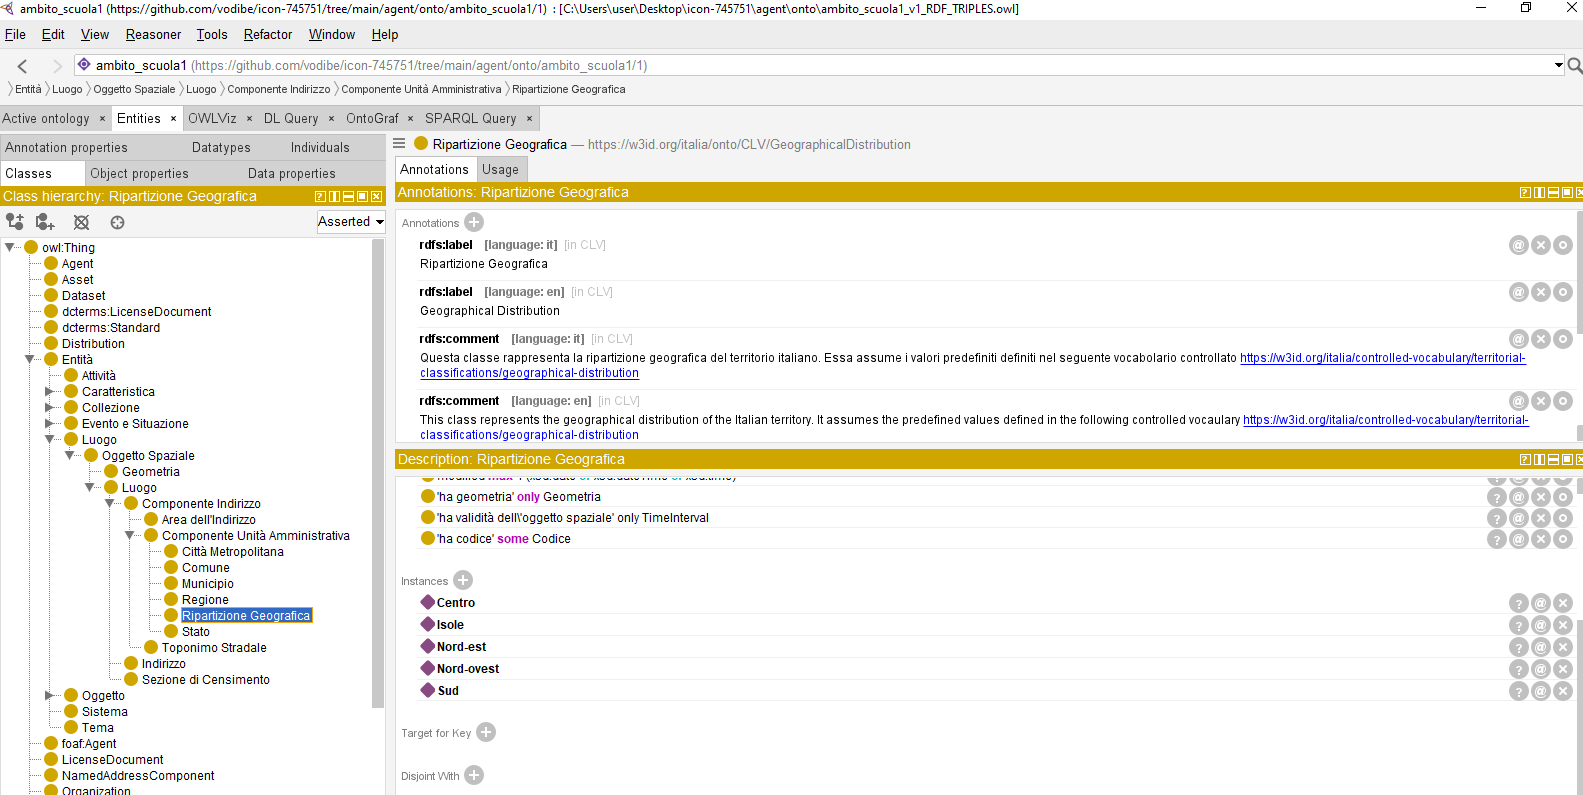 ambito_scuola1 (https://github.com/vodibe/icon-745751/tree/main/agent/onto/ambito_scuola1/1) : [C:\Users\user\Desktop\icon-745751\agent\onto\ambito_scuola1_v1_RDF_TRIPLES.owl]
File Edit View Reasoner Tools Refactor Window Help
ambito_scuola1 (https://github.com/vodibe/icon-745751/tree/main/agent/onto/ambito_scuola1/1)
Entità Luogo Oggetto Spaziale Luogo Componente Indirizzo Componente Unità Amministrativa Ripartizione Geografica
Active ontology × Entities × OWLViz × DL Query × OntoGraf × SPARQL Query ×
Annotation properties Datatypes Individuals
Classes Object properties Data properties
Class hierarchy: Ripartizione Geografica
Asserted
owl:Thing
Agent
Asset
Dataset
dcterms:LicenseDocument
dcterms:Standard
Distribution
Entità
Attività
Caratteristica
Collezione
Evento e Situazione
Luogo
Oggetto Spaziale
Geometria
Luogo
Componente Indirizzo
Area dell'Indirizzo
Componente Unità Amministrativa
Città Metropolitana
Comune
Municipio
Regione
Ripartizione Geografica
Stato
Toponimo Stradale
Indirizzo
Sezione di Censimento
Oggetto
Sistema
Tema
foaf:Agent
LicenseDocument
NamedAddressComponent
Organization
Ripartizione Geografica — https://w3id.org/italia/onto/CLV/GeographicalDistribution
Annotations Usage
Annotations: Ripartizione Geografica
Annotations
rdfs:label [language: it] [in CLV]
Ripartizione Geografica
rdfs:label [language: en] [in CLV]
Geographical Distribution
rdfs:comment [language: it] [in CLV]
Questa classe rappresenta la ripartizione geografica del territorio italiano. Essa assume i valori predefiniti definiti nel seguente vocabolario controllato https://w3id.org/italia/controlled-vocabulary/territorial-
classifications/geographical-distribution
rdfs:comment [language: en] [in CLV]
This class represents the geographical distribution of the Italian territory. It assumes the predefined values defined in the following controlled vocaulary https://w3id.org/italia/controlled-vocabulary/territorial-
classifications/geographical-distribution
Description: Ripartizione Geografica
modified max 1 (xsd:date or xsd:dateTime or xsd:time)
'ha geometria' only Geometria
'ha validità dell\'oggetto spaziale' only TimeInterval
'ha codice' some Codice
Instances
Centro
Isole
Nord-est
Nord-ovest
Sud
Target for Key
Disjoint With